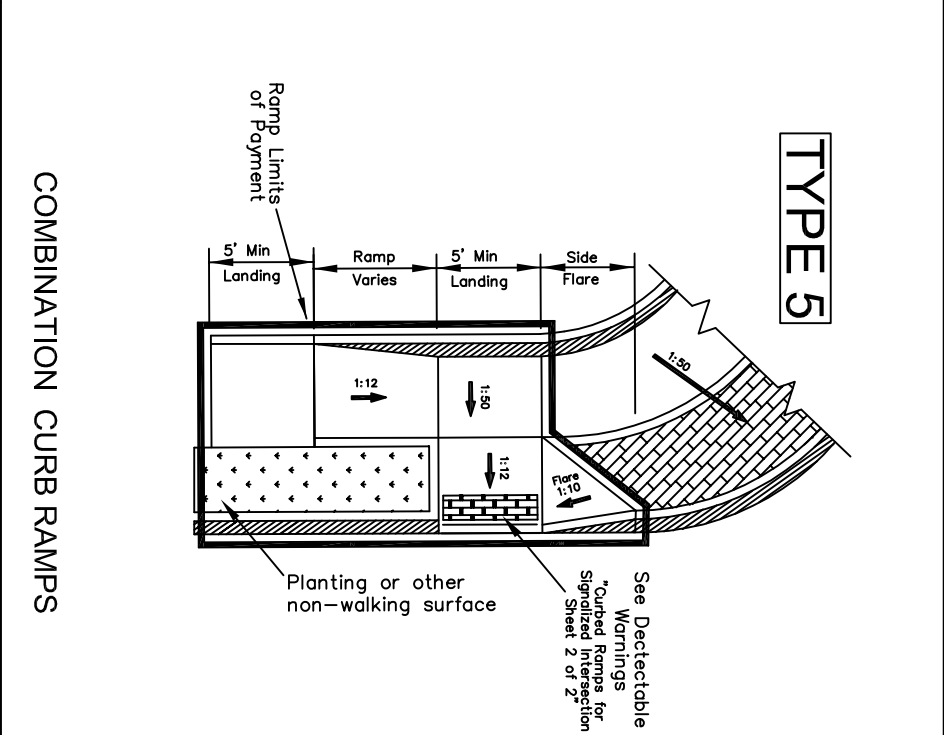 TYPE 5
Ramp Limits
of Payment
5' Min
Landing
Ramp
Varies
5' Min
Landing
Side
Flare
1:50
1:12
1:50
1:12
Flare
1:10
Planting or other
non-walking surface
See Dectectable
Warnings
"Curbed Ramps for
Signalized Intersection
Sheet 2 of 2"
COMBINATION CURB RAMPS